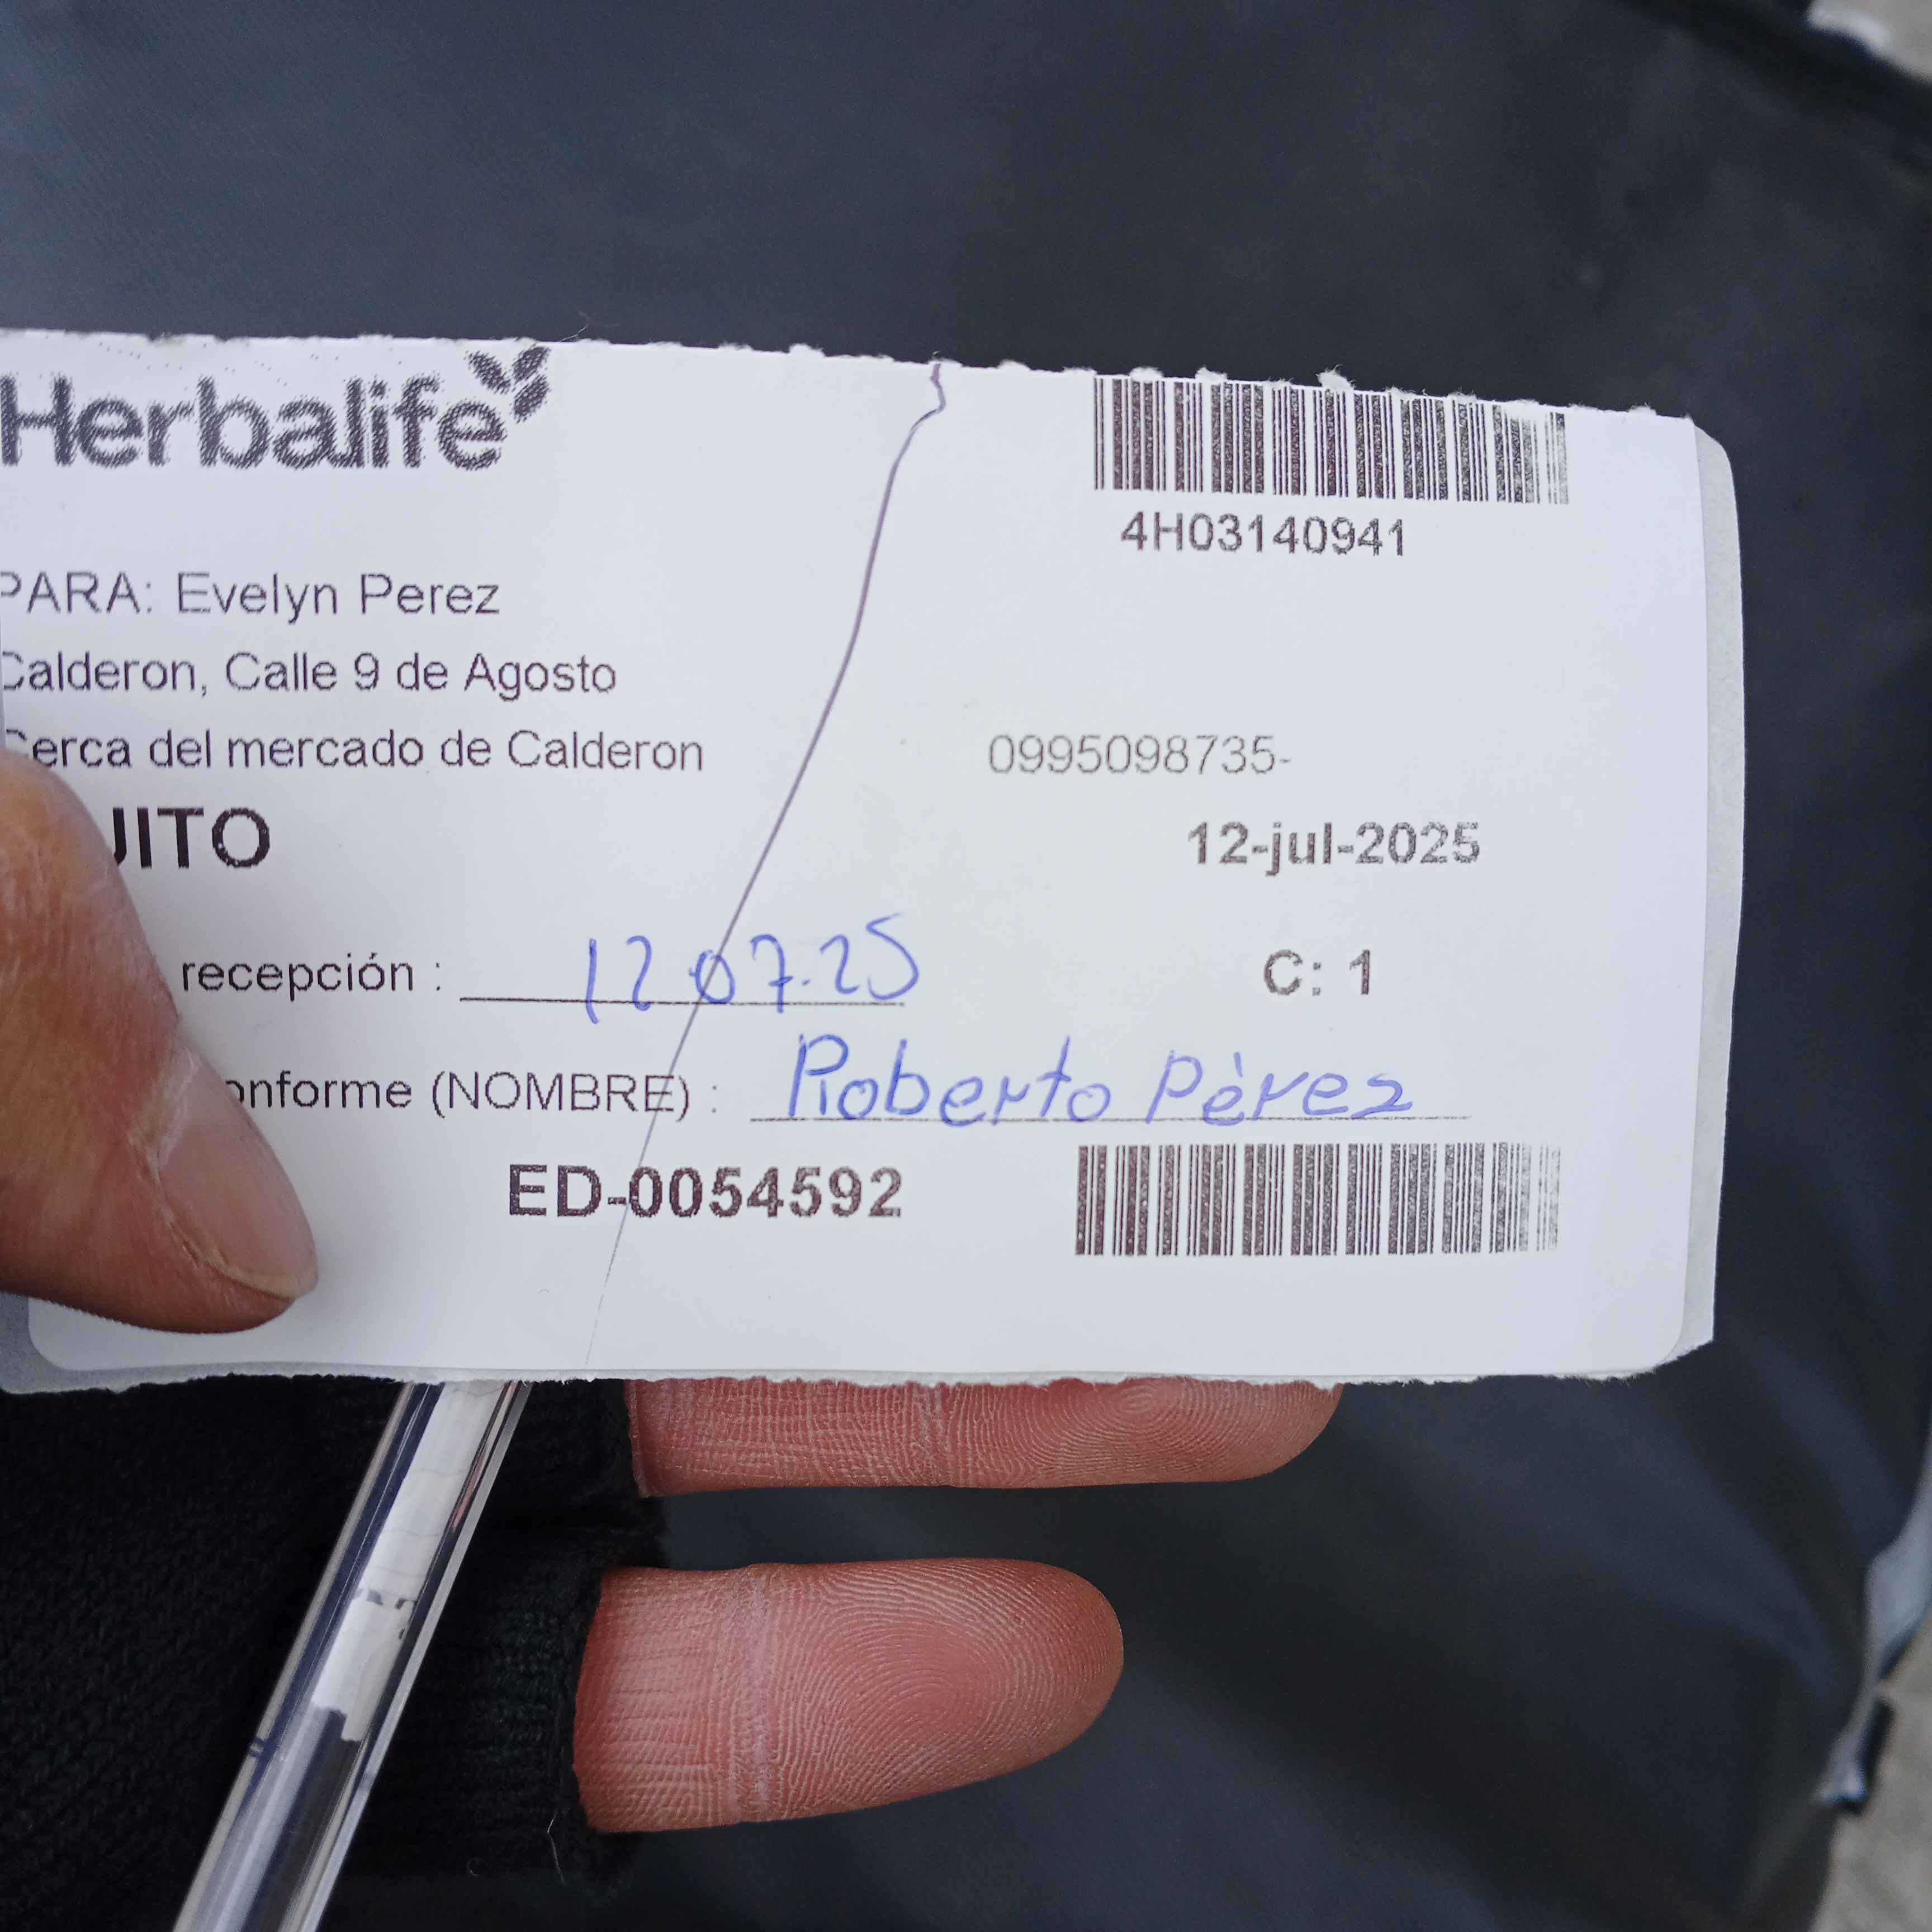 Herbalife
4H03140941
PARA: Evelyn Perez
Calderon, Calle 9 de Agosto
Cerca del mercado de Calderon 0995098735-
JITO 12-jul-2025
recepción : 12 07.25 C: 1
onforme (NOMBRE) : Roberto Pèrez
ED-0054592